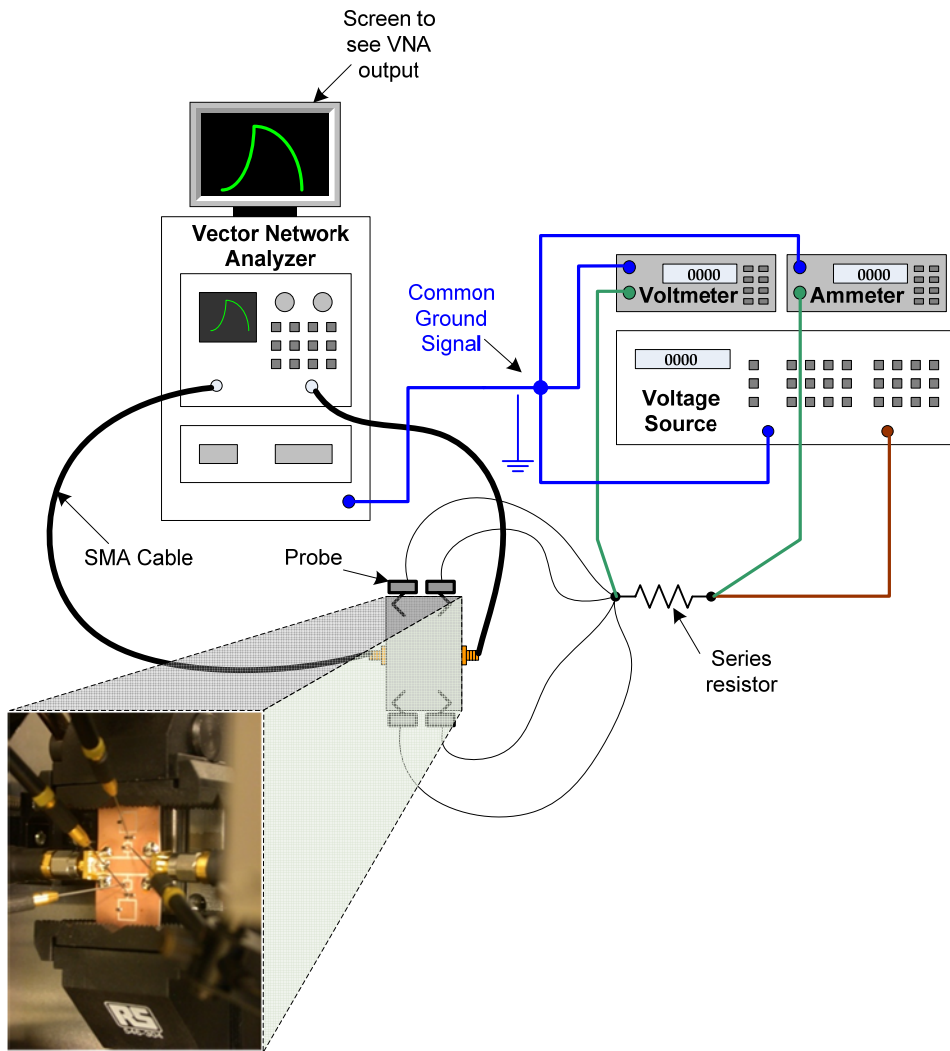 Screen to
see VNA
output
Vector Network
Analyzer
Common
Ground
Signal
0000
Voltmeter
0000
Ammeter
0000
Voltage
Source
SMA Cable
Probe
Series
resistor
RS